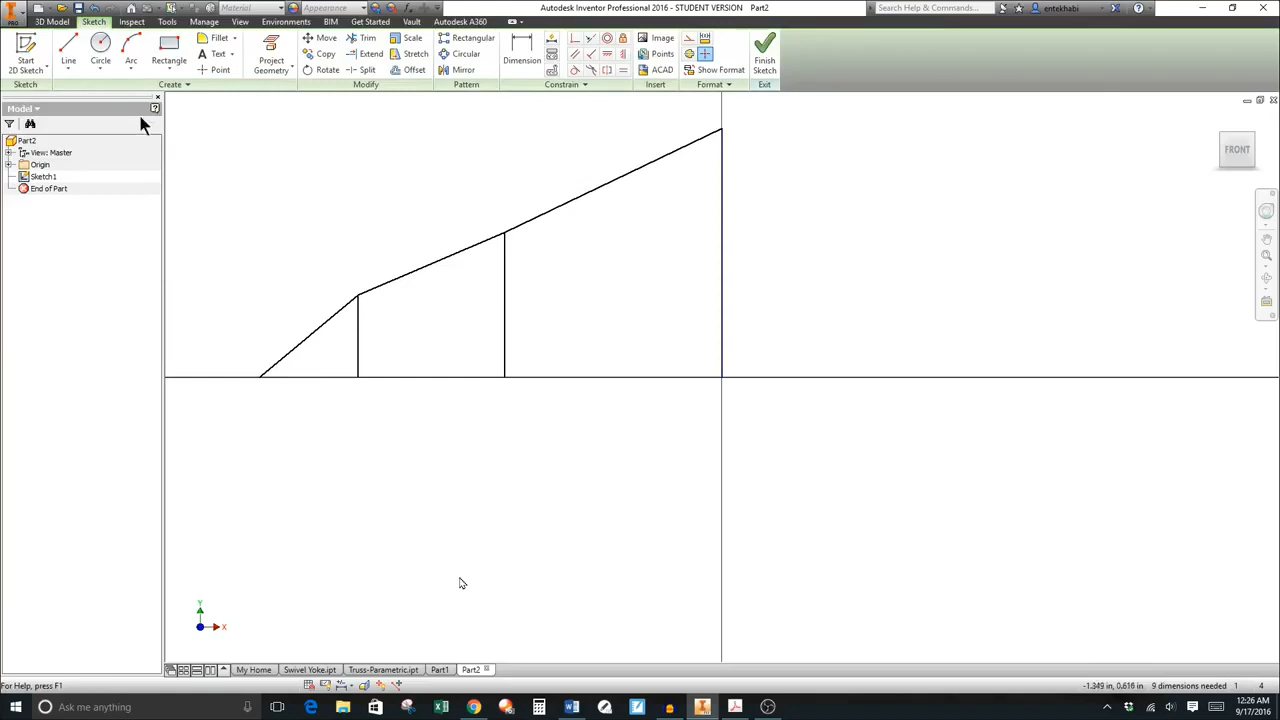 Material Appearance Autodesk Inventor Professional 2016 - STUDENT VERSION Part2 Search Help & Commands... entekhabi
PRO 3D Model Sketch Inspect Tools Manage View Environments BIM Get Started Vault Autodesk A360
Fillet Move Trim Scale Rectangular Image
Start 2D Sketch Line Circle Arc Rectangle Text Project Geometry Copy Extend Stretch Circular Dimension Points Finish Sketch
Point Rotate Split Offset Mirror ACAD Show Format
Sketch Create Modify Pattern Constrain Insert Format Exit
Model
Part2
View: Master
Origin
Sketch1
End of Part
FRONT
Y
X
My Home Swivel Yoke.ipt Truss-Parametric.ipt Part1 Part2
For Help, press F1 -1.349 in, 0.616 in 9 dimensions needed 1 4
Ask me anything 12:26 AM
9/17/2016